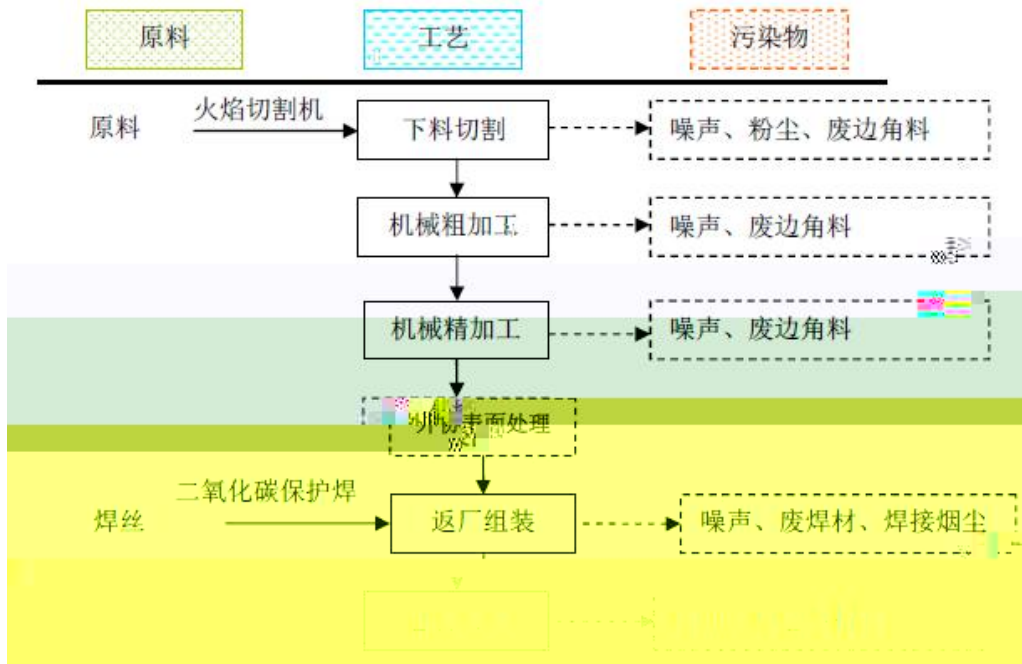 原料 工艺 污染物
火焰切割机
原料 下料切割 噪声、粉尘、废边角料
机械粗加工 噪声、废边角料
机械精加工 噪声、废边角料
表面处理
二氧化碳保护焊
焊丝 返厂组装 噪声、废焊材、焊接烟尘